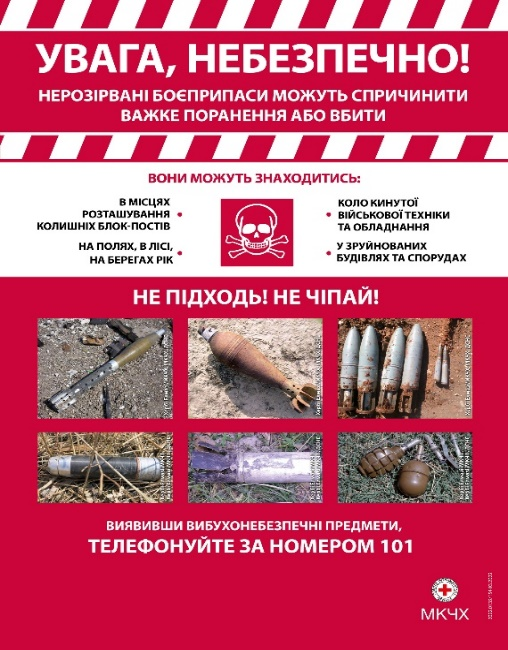 УВАГА, НЕБЕЗПЕЧНО!
НЕРОЗІРВАНІ БОЄПРИПАСИ МОЖУТЬ СПРИЧИНИТИ
ВАЖКЕ ПОРАНЕННЯ АБО ВБИТИ
ВОНИ МОЖУТЬ ЗНАХОДИТИСЬ:
В МІСЦЯХ
РОЗТАШУВАННЯ
КОЛИШНІХ БЛОК-ПОСТІВ
НА ПОЛЯХ, В ЛІСІ,
НА БЕРЕГАХ РІК
КОЛО КИНУТОЇ
ВІЙСЬКОВОЇ ТЕХНІКИ
ТА ОБЛАДНАННЯ
У ЗРУЙНОВАНИХ
БУДІВЛЯХ ТА СПОРУДАХ
НЕ ПІДХОДЬ! НЕ ЧІПАЙ!
ВИЯВИВШИ ВИБУХОНЕБЕЗПЕЧНІ ПРЕДМЕТИ,
ТЕЛЕФОНУЙТЕ ЗА НОМЕРОМ 101
МКЧХ